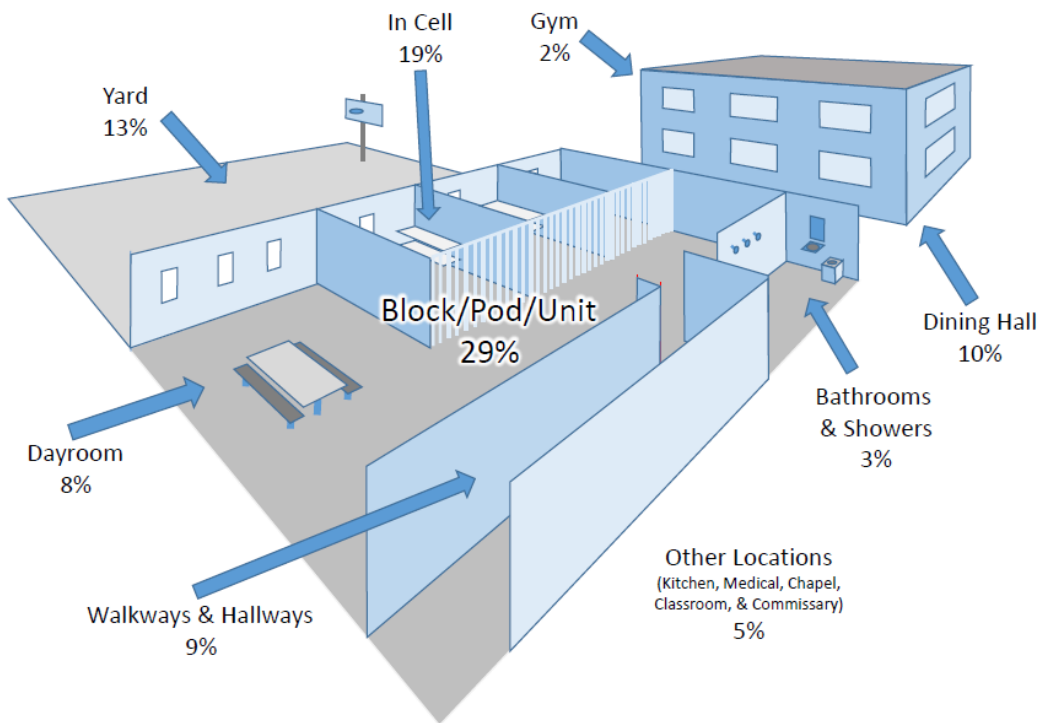 In Cell
19%
Gym
2%
Yard
13%
Block/Pod/Unit
29%
Dining Hall
10%
Bathrooms
& Showers
3%
Dayroom
8%
Other Locations
(Kitchen, Medical, Chapel,
Classroom, & Commissary)
5%
Walkways & Hallways
9%